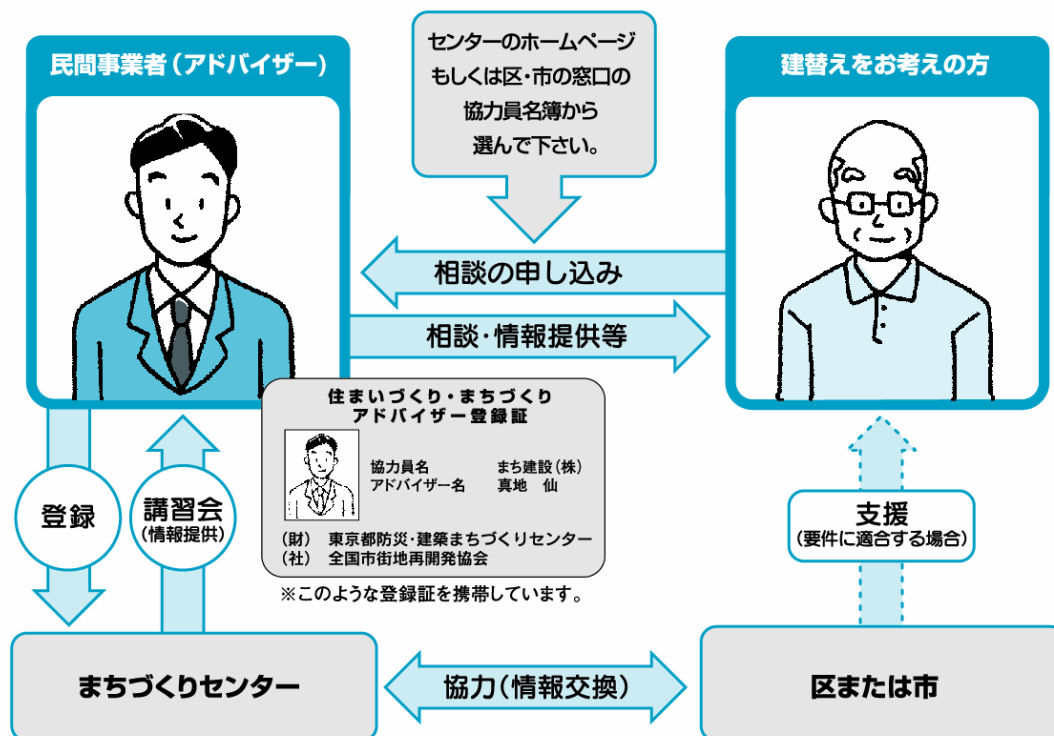 センターのホームページ
もしくは区・市の窓口の
協力員名簿から
選んで下さい。
民間事業者(アドバイザー)
建替えをお考えの方
相談の申し込み
相談・情報提供等
住まいづくり・まちづくり
アドバイザー登録証
協力員名 まち建設(株)
アドバイザー名 真地 仙
(財) 東京都防災・建築まちづくりセンター
(社) 全国市街地再開発協会
※このような登録証を携帯しています。
登録
講習会
(情報提供)
支援
(要件に適合する場合)
まちづくりセンター
協力(情報交換)
区または市